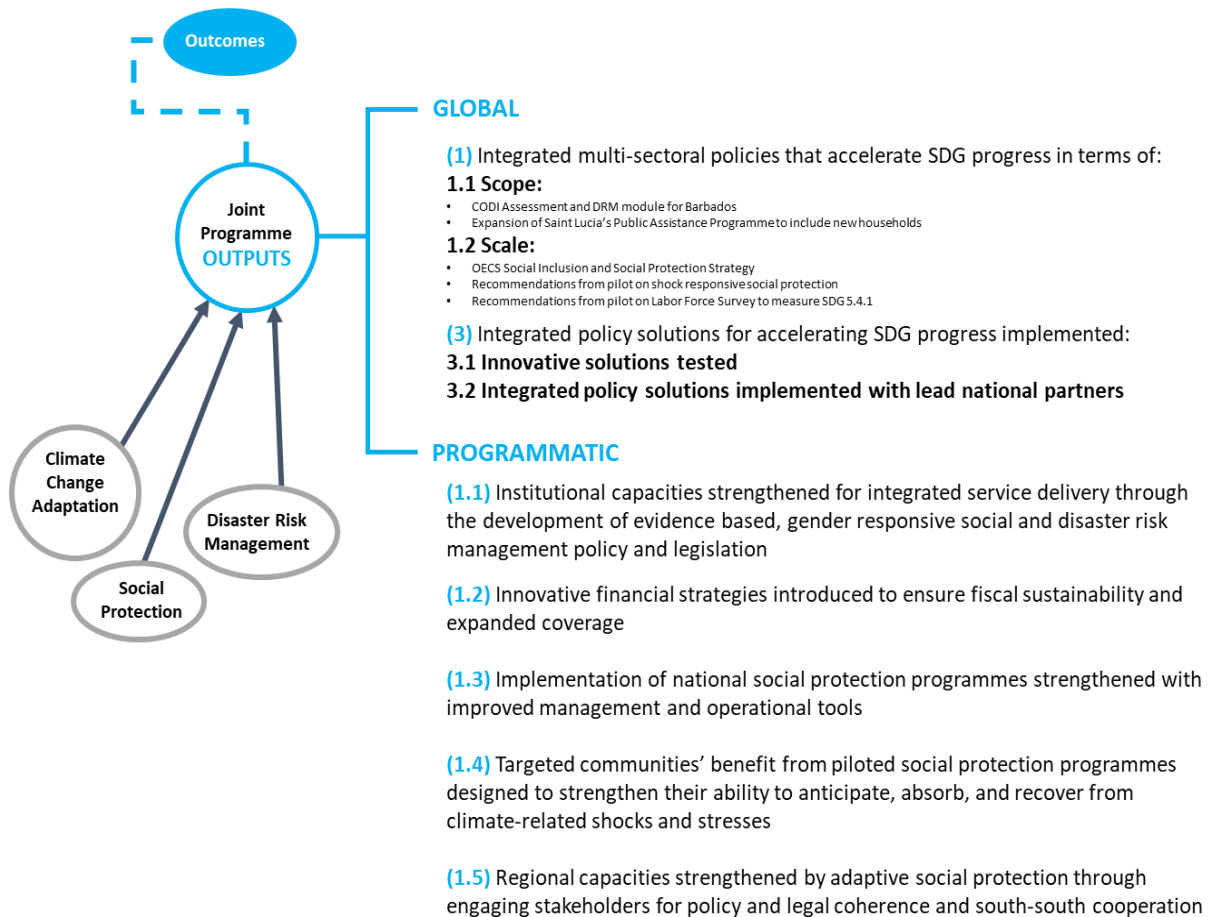 Outcomes
Joint
Programme
OUTPUTS
Climate
Change
Adaptation
Social
Protection
Disaster Risk
Management
GLOBAL
(1) Integrated multi-sectoral policies that accelerate SDG progress in terms of:
1.1 Scope:
• CODI Assessment and DRM module for Barbados
• Expansion of Saint Lucia's Public Assistance Programme to include new households
1.2 Scale:
• OECS Social Inclusion and Social Protection Strategy
• Recommendations from pilot on shock responsive social protection
• Recommendations from pilot on Labor Force Survey to measure SDG 5.4.1
(3) Integrated policy solutions for accelerating SDG progress implemented:
3.1 Innovative solutions tested
3.2 Integrated policy solutions implemented with lead national partners
PROGRAMMATIC
(1.1) Institutional capacities strengthened for integrated service delivery through
the development of evidence based, gender responsive social and disaster risk
management policy and legislation
(1.2) Innovative financial strategies introduced to ensure fiscal sustainability and
expanded coverage
(1.3) Implementation of national social protection programmes strengthened with
improved management and operational tools
(1.4) Targeted communities' benefit from piloted social protection programmes
designed to strengthen their ability to anticipate, absorb, and recover from
climate-related shocks and stresses
(1.5) Regional capacities strengthened by adaptive social protection through
engaging stakeholders for policy and legal coherence and south-south cooperation